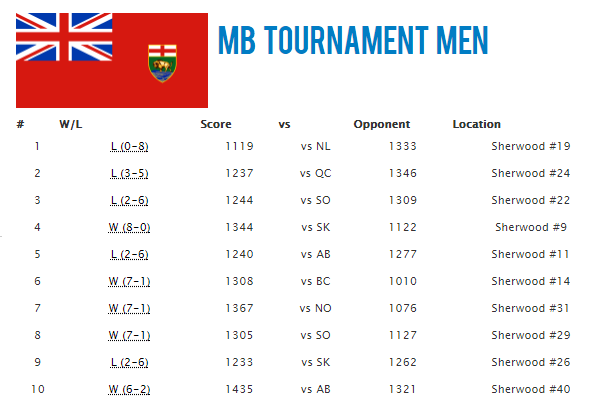 MB TOURNAMENT MEN
# W/L Score vs Opponent Location
1 L (0-8) 1119 vs NL 1333 Sherwood #19
2 L (3-5) 1237 vs QC 1346 Sherwood #24
3 L (2-6) 1244 vs SO 1309 Sherwood #22
4 W (8-0) 1344 vs SK 1122 Sherwood #9
5 L (2-6) 1240 vs AB 1277 Sherwood #11
6 W (7-1) 1308 vs BC 1010 Sherwood #14
7 W (7-1) 1367 vs NO 1076 Sherwood #31
8 W (7-1) 1305 vs SO 1127 Sherwood #29
9 L (2-6) 1233 vs SK 1262 Sherwood #26
10 W (6-2) 1435 vs AB 1321 Sherwood #40